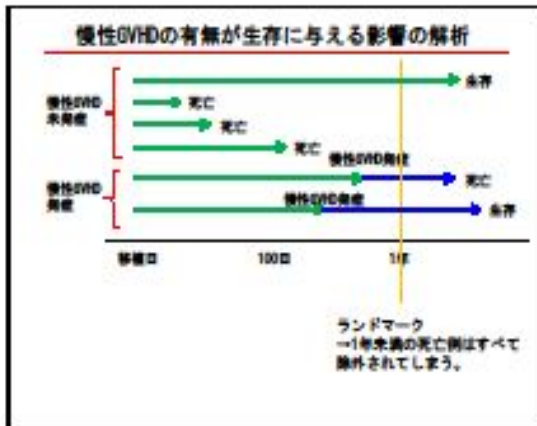 慢性GVHDの有無が生存に与える影響の解析
生存
慢性GVHD
未発症
死亡
死亡
死亡
慢性GVHD発症
慢性GVHD
発症
死亡
慢性GVHD発症
生存
移植日
100日
1年
ランドマーク
→1年未満の死亡例はすべて
除外されてしまう。